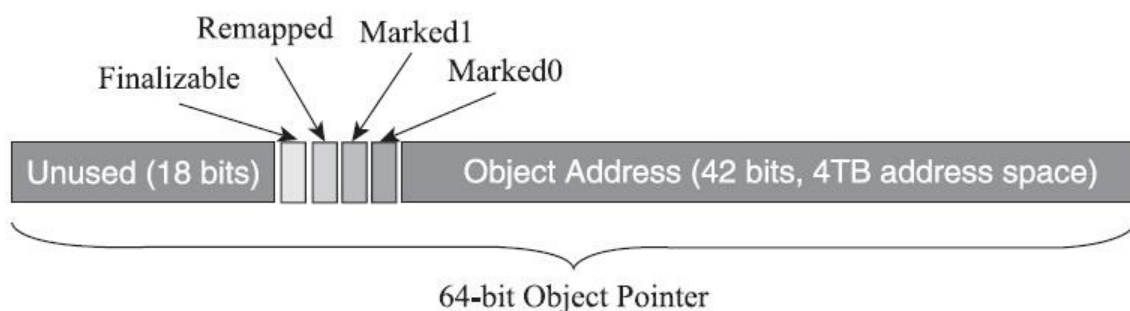 Remapped
Marked1
Finalizable
Marked0
Unused (18 bits)
Object Address (42 bits, 4TB address space)
64-bit Object Pointer